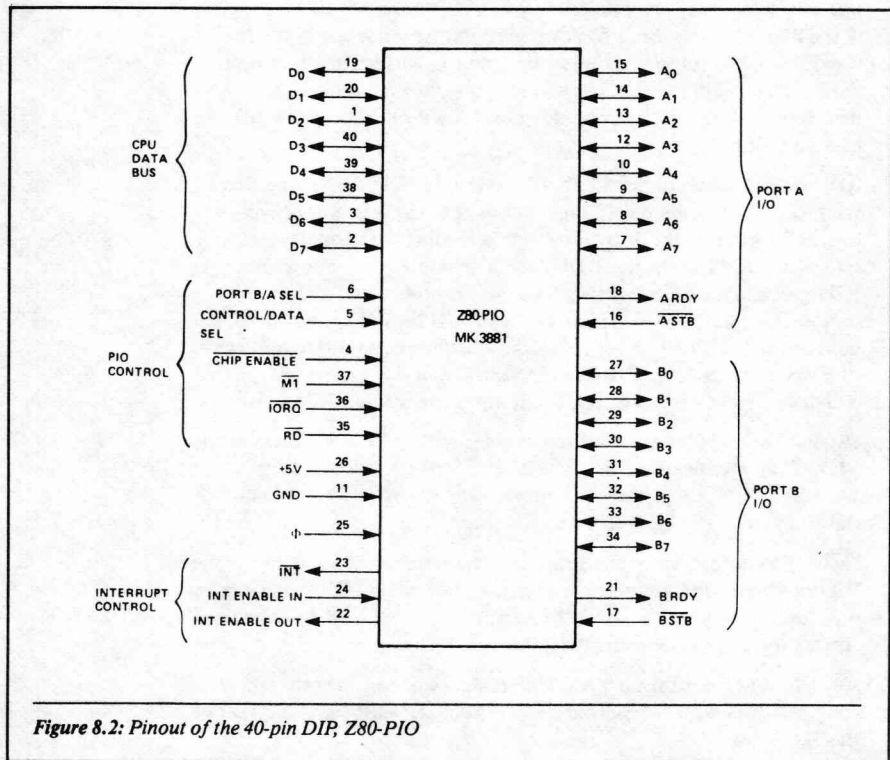 CPU
DATA
BUS
D0 19
D1 20
D2 1
D3 40
D4 39
D5 38
D6 3
D7 2
PIO
CONTROL
PORT B/A SEL 6
CONTROL/DATA 5
SEL
CHIP ENABLE 4
M1 37
IORQ 36
RD 35
+5V 26
GND 11
Φ 25
INTERRUPT
CONTROL
INT 23
INT ENABLE IN 24
INT ENABLE OUT 22
Z80-PIO
MK 3881
15 A0
14 A1
13 A2
12 A3
10 A4
9 A5
8 A6
7 A7
18 ARDY
16 ASTB
PORT A
I/O
27 B0
28 B1
29 B2
30 B3
31 B4
32 B5
33 B6
34 B7
21 BRDY
17 BSTB
PORT B
I/O
Figure 8.2: Pinout of the 40-pin DIP, Z80-PIO